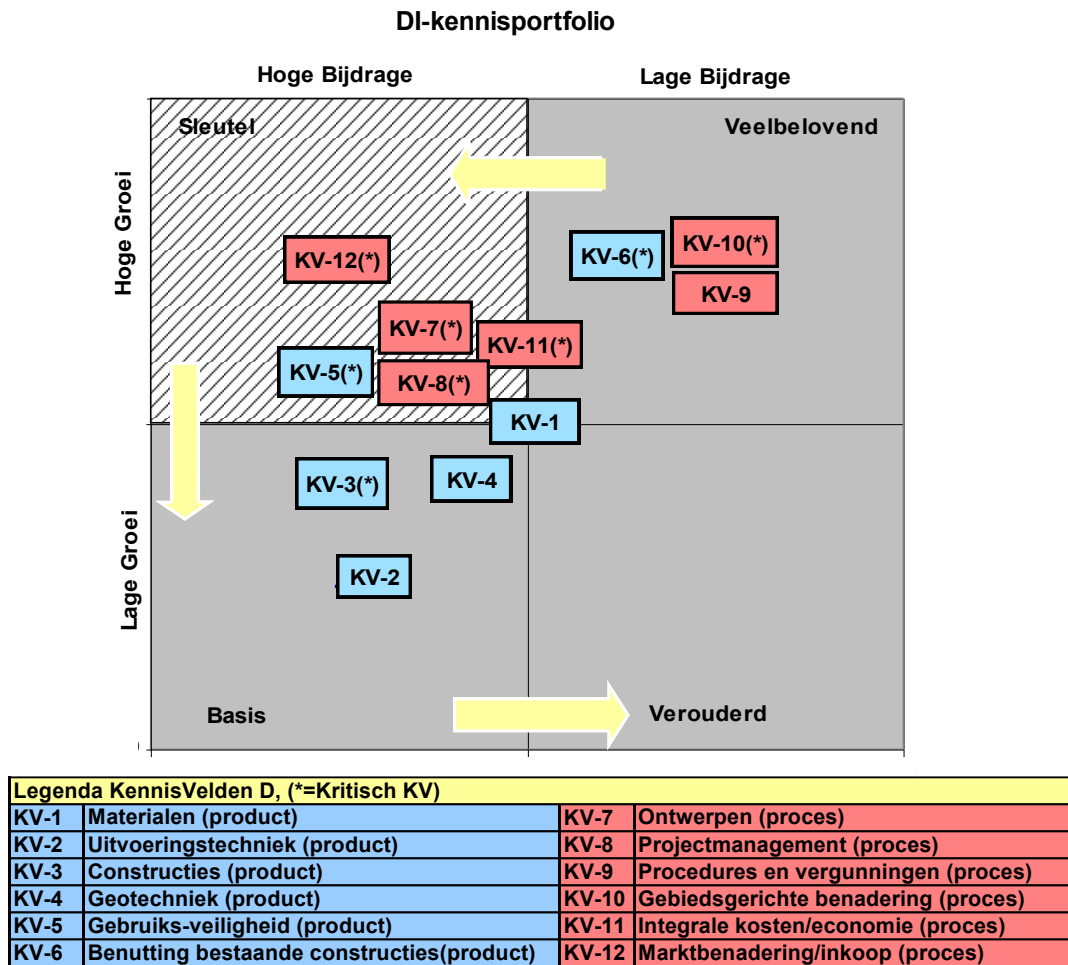 DI-kennisportfolio
Hoge Bijdrage
Lage Bijdrage
Hoge Groei
Lage Groei
Sleutel
Veelbelovend
KV-12(*)
KV-6(*)
KV-10(*)
KV-9
KV-7(*)
KV-11(*)
KV-5(*)
KV-8(*)
KV-1
KV-3(*)
KV-4
KV-2
Basis
Verouderd
Legenda KennisVelden D, (*=Kritisch KV)
KV-1 Materialen (product) KV-7 Ontwerpen (proces)
KV-2 Uitvoeringstechniek (product) KV-8 Projectmanagement (proces)
KV-3 Constructies (product) KV-9 Procedures en vergunningen (proces)
KV-4 Geotechniek (product) KV-10 Gebiedsgerichte benadering (proces)
KV-5 Gebruiks-veiligheid (product) KV-11 Integrale kosten/economie (proces)
KV-6 Benutting bestaande constructies(product) KV-12 Marktbenadering/inkoop (proces)